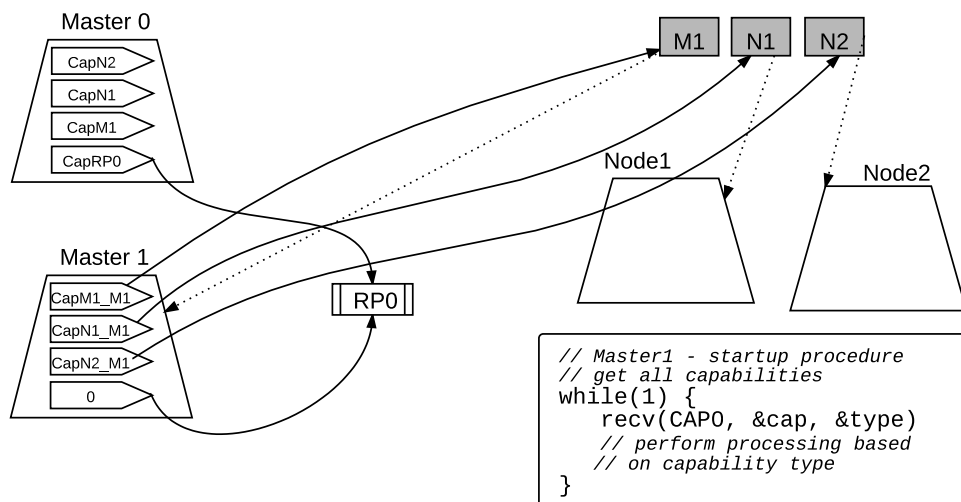 Master 0
CapN2
CapN1
CapM1
CapRP0
M1
N1
N2
Node1
Node2
Master 1
CapM1_M1
CapN1_M1
CapN2_M1
0
RP0
// Master1 - startup procedure
// get all capabilities
while(1) {
recv(CAPO, &cap, &type)
// perform processing based
// on capability type
}